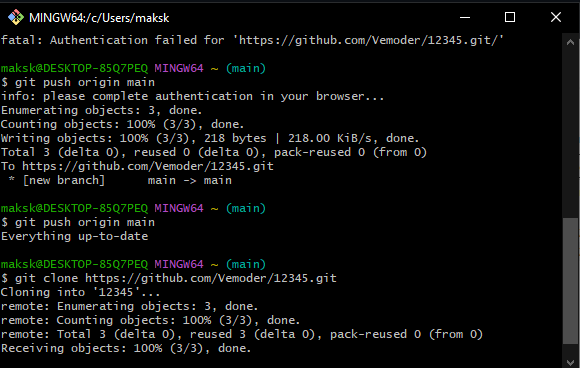 MINGW64:/c/Users/maksk
fatal: Authentication failed for 'https://github.com/Vemoder/12345.git/'
maksk@DESKTOP-85Q7PEQ MINGW64 ~ (main)
$ git push origin main
info: please complete authentication in your browser...
Enumerating objects: 3, done.
Counting objects: 100% (3/3), done.
Writing objects: 100% (3/3), 218 bytes | 218.00 KiB/s, done.
Total 3 (delta 0), reused 0 (delta 0), pack-reused 0 (from 0)
To https://github.com/Vemoder/12345.git
 * [new branch]      main -> main
maksk@DESKTOP-85Q7PEQ MINGW64 ~ (main)
$ git push origin main
Everything up-to-date
maksk@DESKTOP-85Q7PEQ MINGW64 ~ (main)
$ git clone https://github.com/Vemoder/12345.git
Cloning into '12345'...
remote: Enumerating objects: 3, done.
remote: Counting objects: 100% (3/3), done.
remote: Total 3 (delta 0), reused 3 (delta 0), pack-reused 0 (from 0)
Receiving objects: 100% (3/3), done.